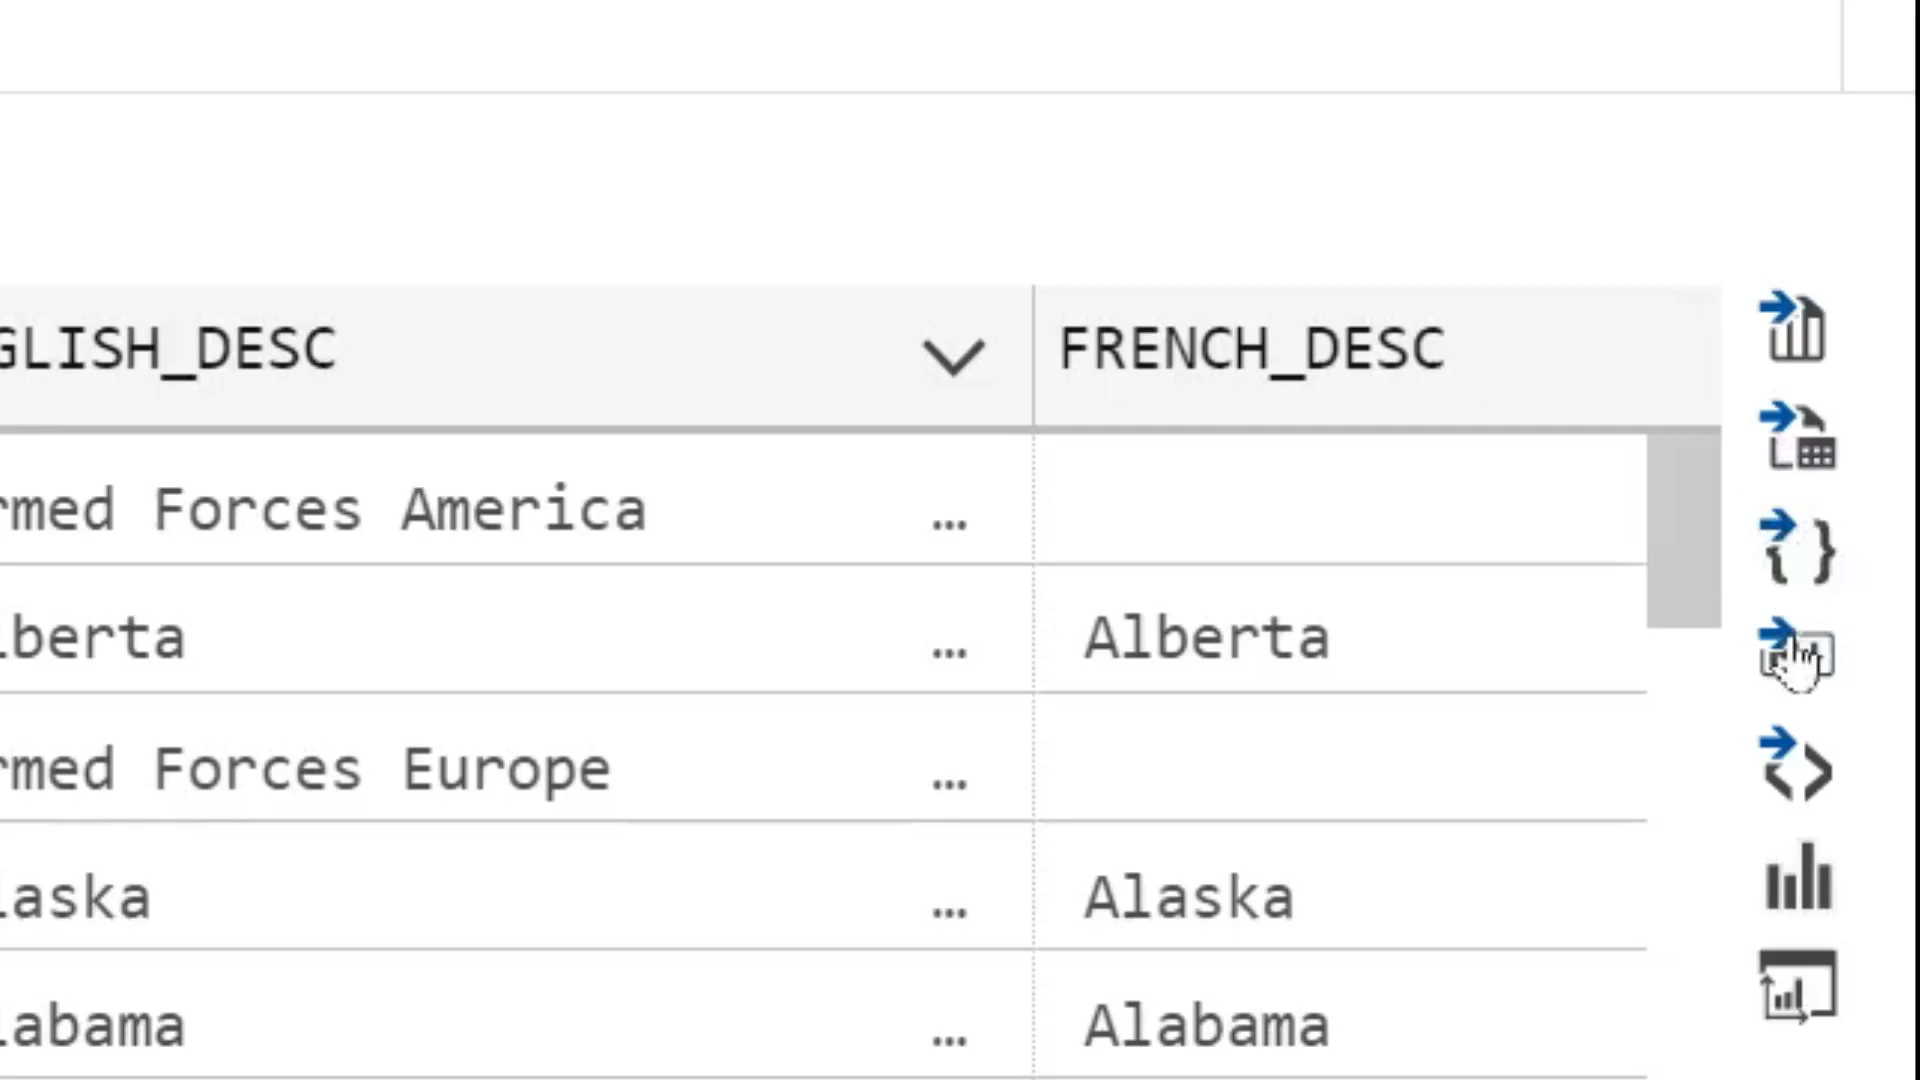 GLISH_DESC FRENCH_DESC
rmed Forces America ...
lberta ... Alberta
rmed Forces Europe ...
laska ... Alaska
labama ... Alabama